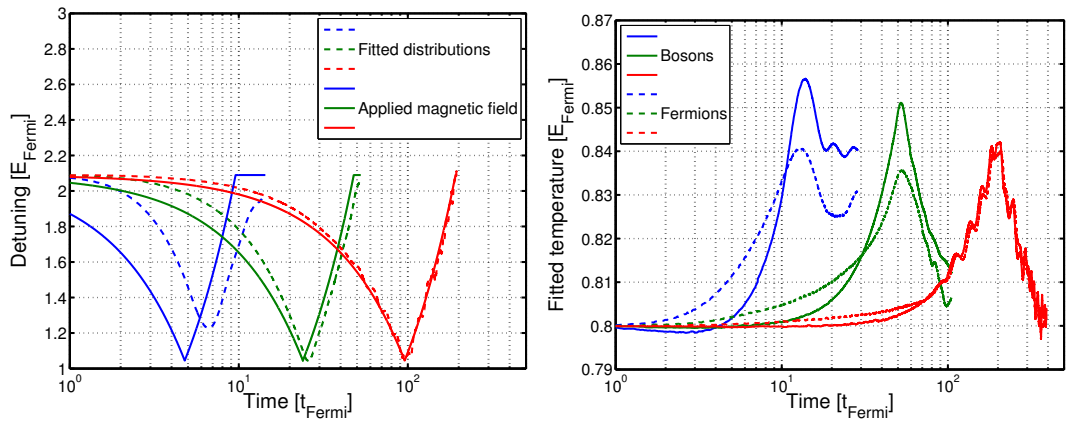 3
2.8
2.6
2.4
2.2
2
1.8
1.6
1.4
1.2
1
Detuning [E_Fermi]
Fitted distributions
Applied magnetic field
10^0 10^1 10^2
Time [t_Fermi]
0.87
0.86
0.85
0.84
0.83
0.82
0.81
0.8
0.79
Fitted temperature [E_Fermi]
Bosons
Fermions
10^0 10^1 10^2
Time [t_Fermi]